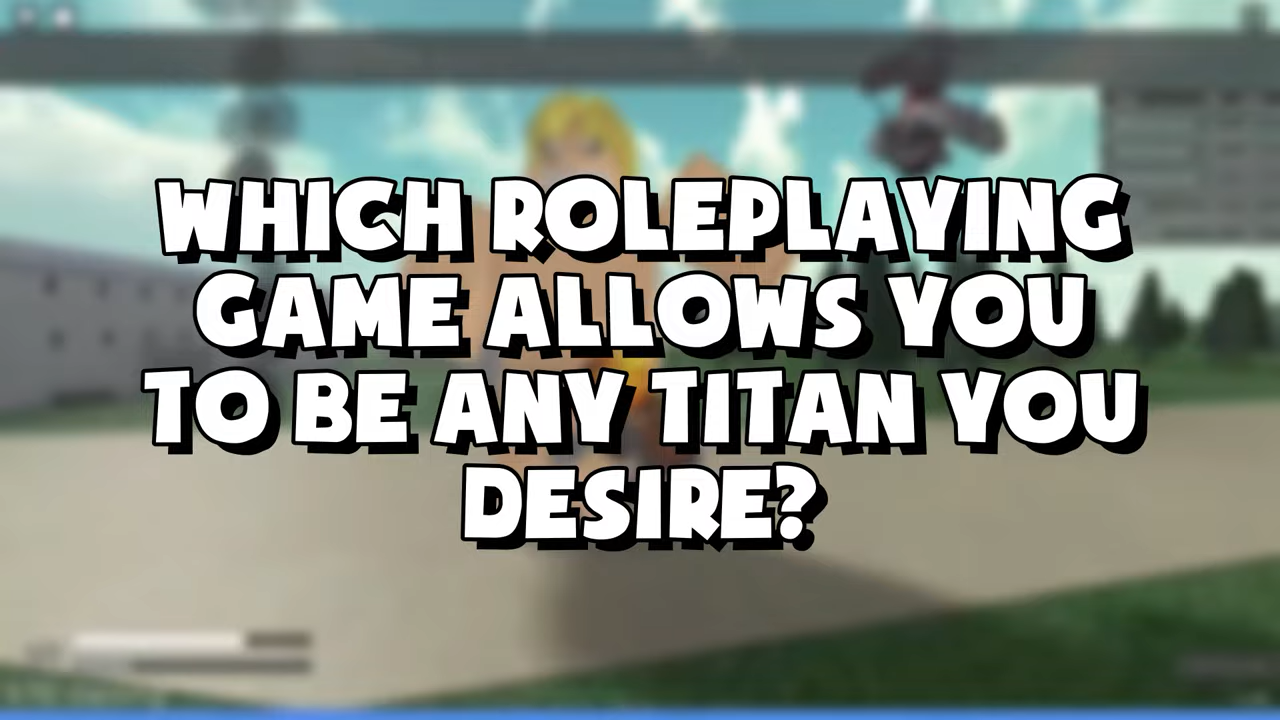 WHICH ROLEPLAYING
GAME ALLOWS YOU
TO BE ANY TITAN YOU
DESIRE?